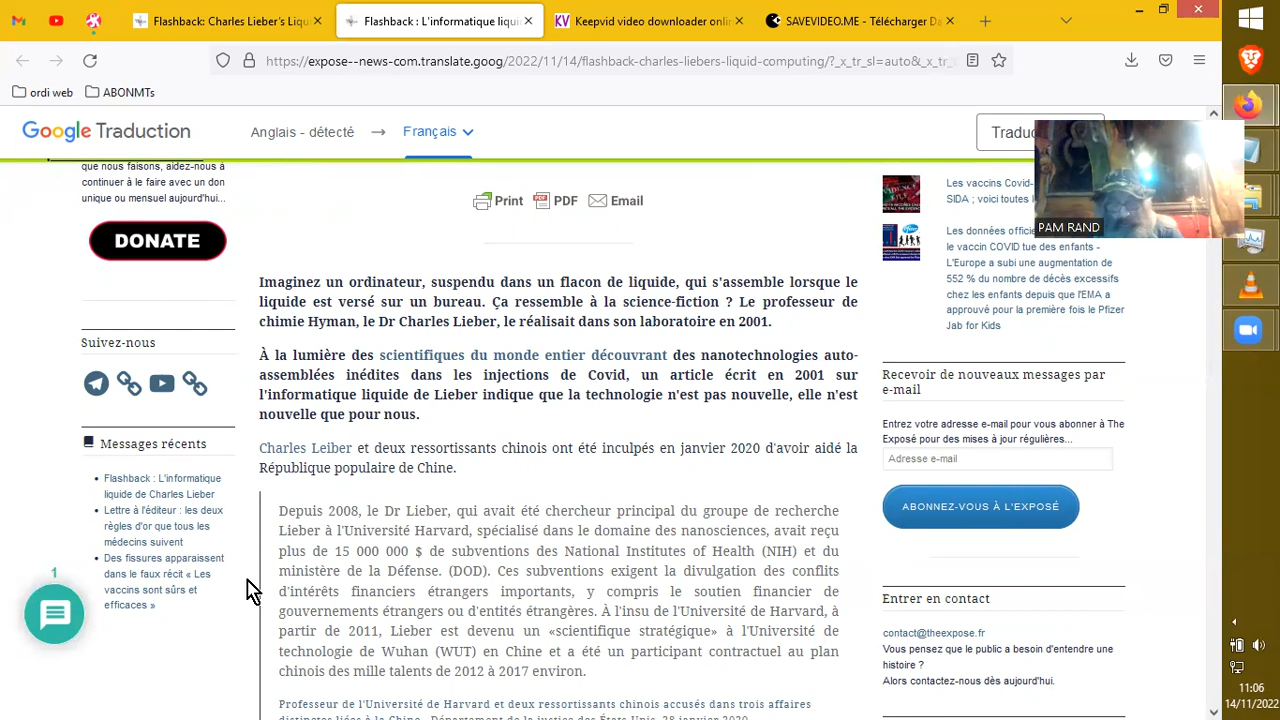 Flashback: Charles Lieber's Liqu
Flashback : L'informatique liqui
Keepvid video downloader onli
SAVEVIDEO.ME - Télécharger Da
https://expose--news-com.translate.goog/2022/11/14/flashback-charles-liebers-liquid-computing/?_x_tr_sl=auto&_x_tr_
ordi web
ABONMTs
Google Traduction
Anglais - détecté
Français
Traduc
PAM RAND
que nous faisons, aidez-nous à
continuer à le faire avec un don
unique ou mensuel aujourd'hui...
DONATE
Suivez-nous
Messages récents
Flashback : L'informatique
liquide de Charles Lieber
Lettre à l'éditeur : les deux
règles d'or que tous les
médecins suivent
Des fissures apparaissent
dans le faux récit « Les
vaccins sont sûrs et
efficaces »
1
Print
PDF
Email
Imaginez un ordinateur, suspendu dans un flacon de liquide, qui s'assemble lorsque le
liquide est versé sur un bureau. Ça ressemble à la science-fiction ? Le professeur de
chimie Hyman, le Dr Charles Lieber, le réalisait dans son laboratoire en 2001.
À la lumière des scientifiques du monde entier découvrant des nanotechnologies auto-
assemblées inédites dans les injections de Covid, un article écrit en 2001 sur
l'informatique liquide de Lieber indique que la technologie n'est pas nouvelle, elle n'est
nouvelle que pour nous.
Charles Leiber et deux ressortissants chinois ont été inculpés en janvier 2020 d'avoir aidé la
République populaire de Chine.
Depuis 2008, le Dr Lieber, qui avait été chercheur principal du groupe de recherche
Lieber à l'Université Harvard, spécialisé dans le domaine des nanosciences, avait reçu
plus de 15 000 000 $ de subventions des National Institutes of Health (NIH) et du
ministère de la Défense. (DOD). Ces subventions exigent la divulgation des conflits
d'intérêts financiers étrangers importants, y compris le soutien financier de
gouvernements étrangers ou d'entités étrangères. À l'insu de l'Université de Harvard, à
partir de 2011, Lieber est devenu un «scientifique stratégique» à l'Université de
technologie de Wuhan (WUT) en Chine et a été un participant contractuel au plan
chinois des mille talents de 2012 à 2017 environ.
Professeur de l'Université de Harvard et deux ressortissants chinois accusés dans trois affaires
distinctes liées à la Chine, Département de la justice des États-Unis, 28 janvier 2020
Les vaccins Covid-
SIDA ; voici toutes l
Les données officie
le vaccin COVID tue des enfants -
L'Europe a subi une augmentation de
552 % du nombre de décès excessifs
chez les enfants depuis que l'EMA a
approuvé pour la première fois le Pfizer
Jab for Kids
Recevoir de nouveaux messages par
e-mail
Entrez votre adresse e-mail pour vous abonner à The
Exposé pour des mises à jour régulières...
Adresse e-mail
ABONNEZ-VOUS À L'EXPOSÉ
Entrer en contact
contact@theexpose.fr
Vous pensez que le public a besoin d'entendre une
histoire ?
Alors contactez-nous dès aujourd'hui.
11:06
14/11/2022